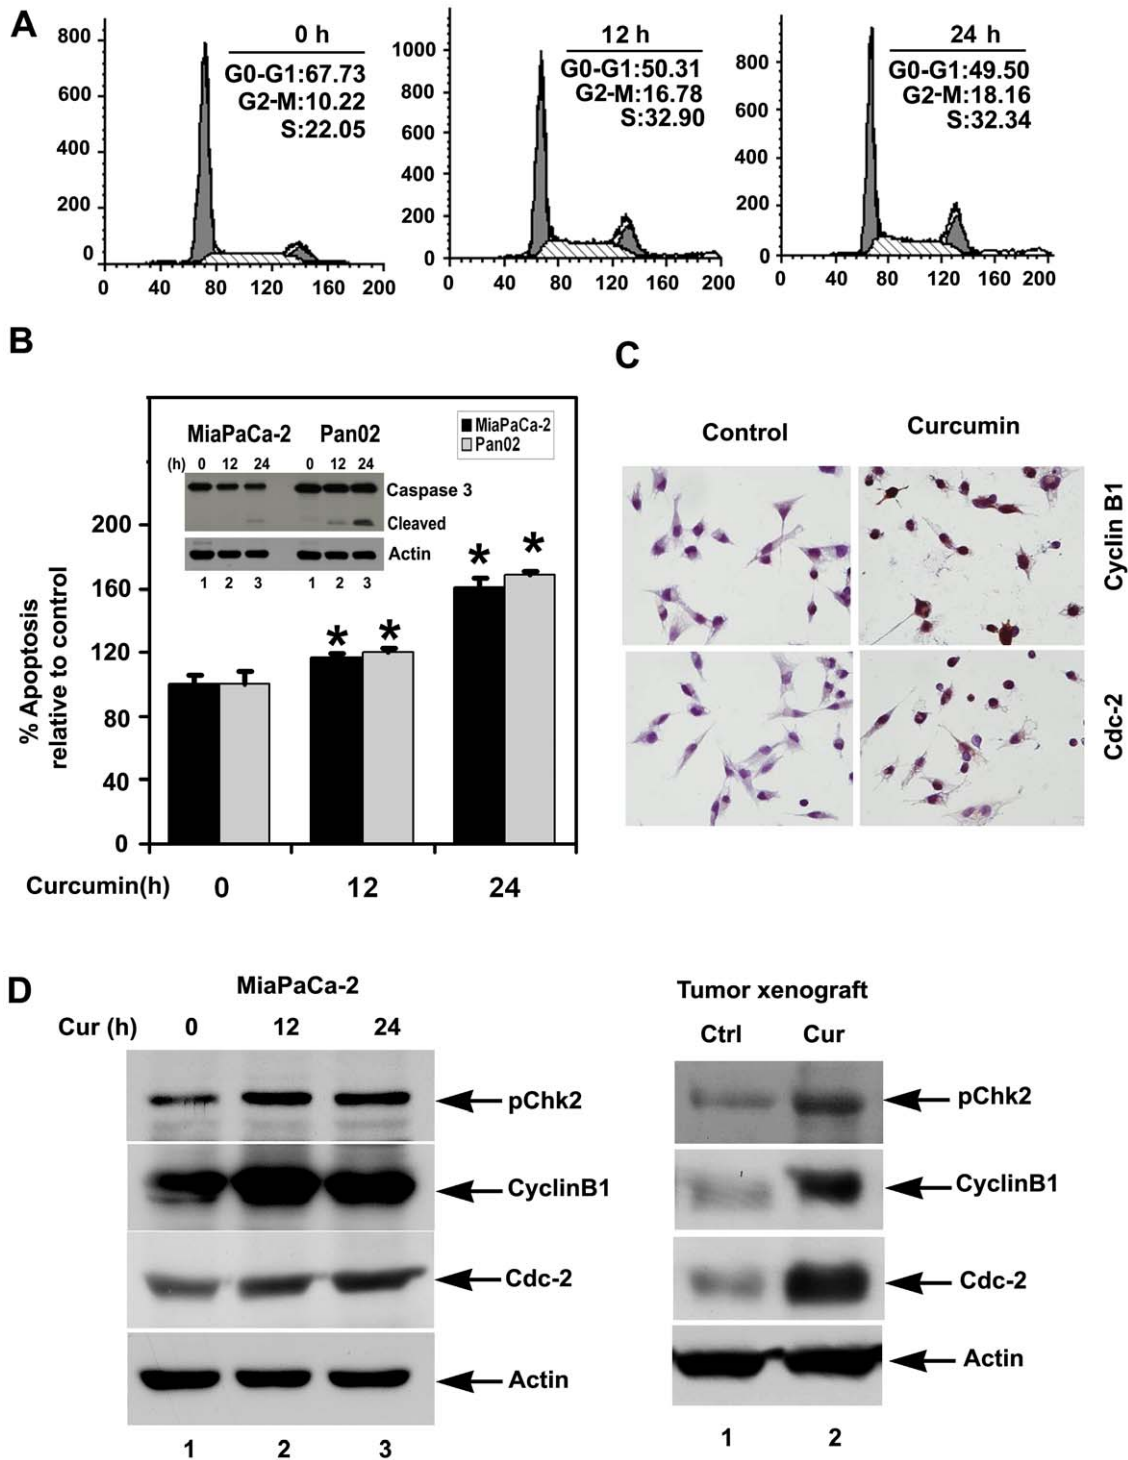 A
0 h
G0-G1:67.73
G2-M:10.22
S:22.05
800
600
400
200
0
0 40 80 120 160 200
12 h
G0-G1:50.31
G2-M:16.78
S:32.90
1000
800
600
400
200
0
0 40 80 120 160 200
24 h
G0-G1:49.50
G2-M:18.16
S:32.34
800
600
400
200
0
0 40 80 120 160 200
B
MiaPaCa-2 Pan02
(h) 0 12 24 0 12 24
Caspase 3
Cleaved
Actin
1 2 3 1 2 3
MiaPaCa-2
Pan02
% Apoptosis
relative to control
200
160
120
80
40
0
* * * *
Curcumin(h) 0 12 24
C
Control Curcumin
Cyclin B1
Cdc-2
D
MiaPaCa-2
Cur (h) 0 12 24
pChk2
CyclinB1
Cdc-2
Actin
1 2 3
Tumor xenograft
Ctrl Cur
pChk2
CyclinB1
Cdc-2
Actin
1 2